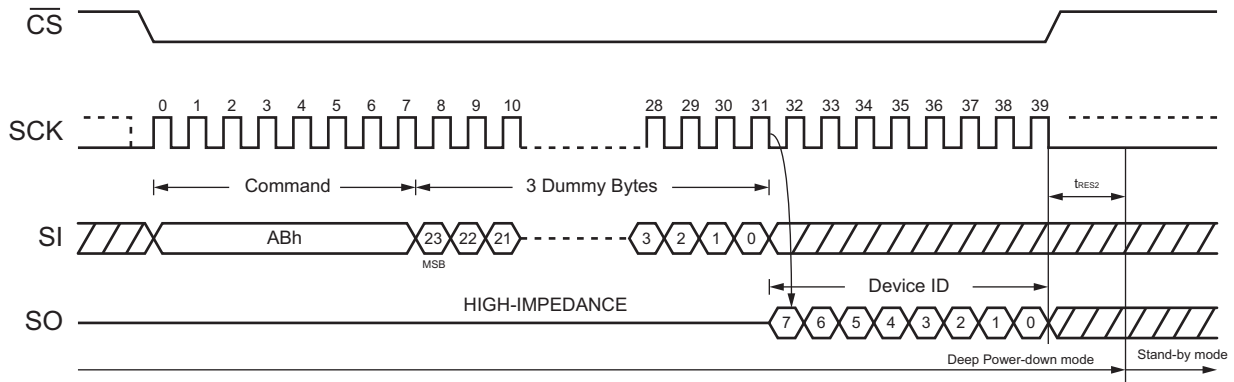 CS
0 1 2 3 4 5 6 7 8 9 10 28 29 30 31 32 33 34 35 36 37 38 39
SCK
Command 3 Dummy Bytes tRES2
SI ABh 23 22 21 3 2 1 0
MSB
Device ID
HIGH-IMPEDANCE
SO 7 6 5 4 3 2 1 0
Deep Power-down mode Stand-by mode